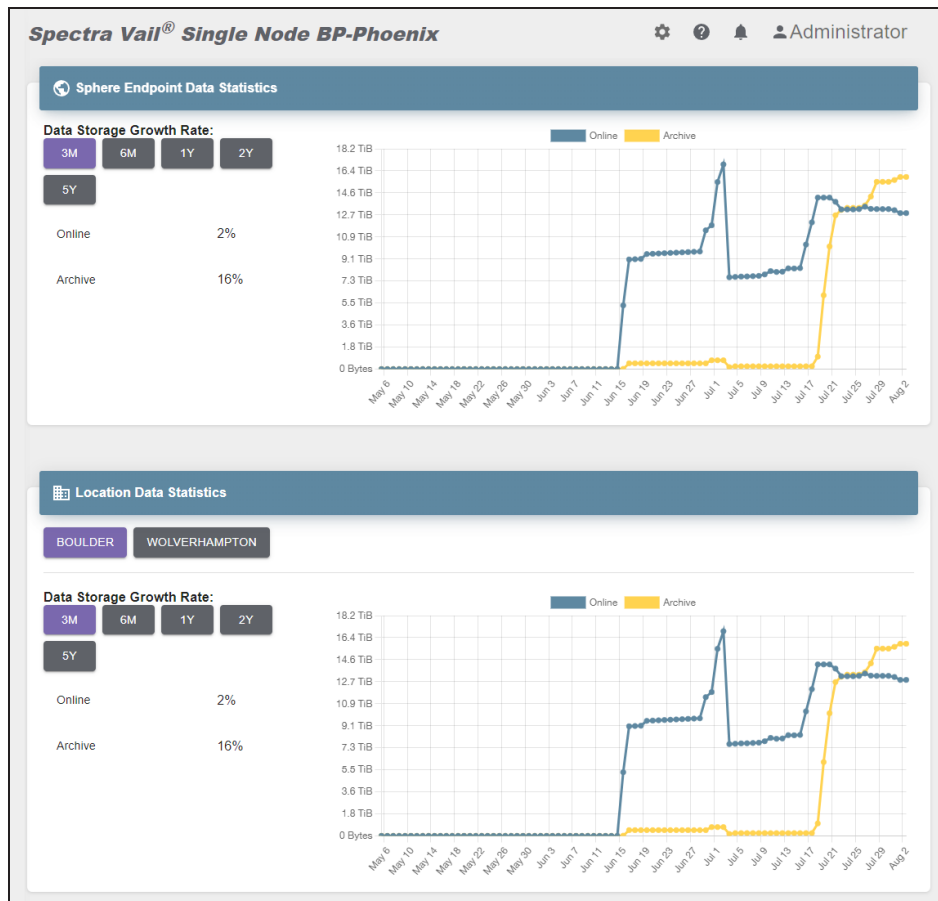 Spectra Vail® Single Node BP-Phoenix
Administrator
Sphere Endpoint Data Statistics
Data Storage Growth Rate:
3M 6M 1Y 2Y
5Y
Online 2%
Archive 16%
Online Archive
18.2 TiB
16.4 TiB
14.6 TiB
12.7 TiB
10.9 TiB
9.1 TiB
7.3 TiB
5.5 TiB
3.6 TiB
1.8 TiB
0 Bytes
May 6 May 10 May 14 May 18 May 22 May 26 May 30 Jun 3 Jun 7 Jun 11 Jun 15 Jun 19 Jun 23 Jun 27 Jul 1 Jul 5 Jul 9 Jul 13 Jul 17 Jul 21 Jul 25 Jul 29 Aug 2
Location Data Statistics
BOULDER WOLVERHAMPTON
Data Storage Growth Rate:
3M 6M 1Y 2Y
5Y
Online 2%
Archive 16%
Online Archive
18.2 TiB
16.4 TiB
14.6 TiB
12.7 TiB
10.9 TiB
9.1 TiB
7.3 TiB
5.5 TiB
3.6 TiB
1.8 TiB
0 Bytes
May 6 May 10 May 14 May 18 May 22 May 26 May 30 Jun 3 Jun 7 Jun 11 Jun 15 Jun 19 Jun 23 Jun 27 Jul 1 Jul 5 Jul 9 Jul 13 Jul 17 Jul 21 Jul 25 Jul 29 Aug 2